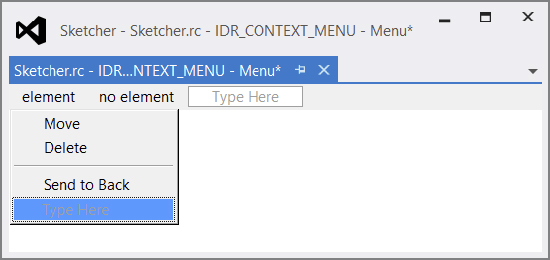 Sketcher - Sketcher.rc - IDR_CONTEXT_MENU - Menu*
Sketcher.rc - IDR...NTEXT_MENU - Menu*
element no element Type Here
Move
Delete
Send to Back
Type Here